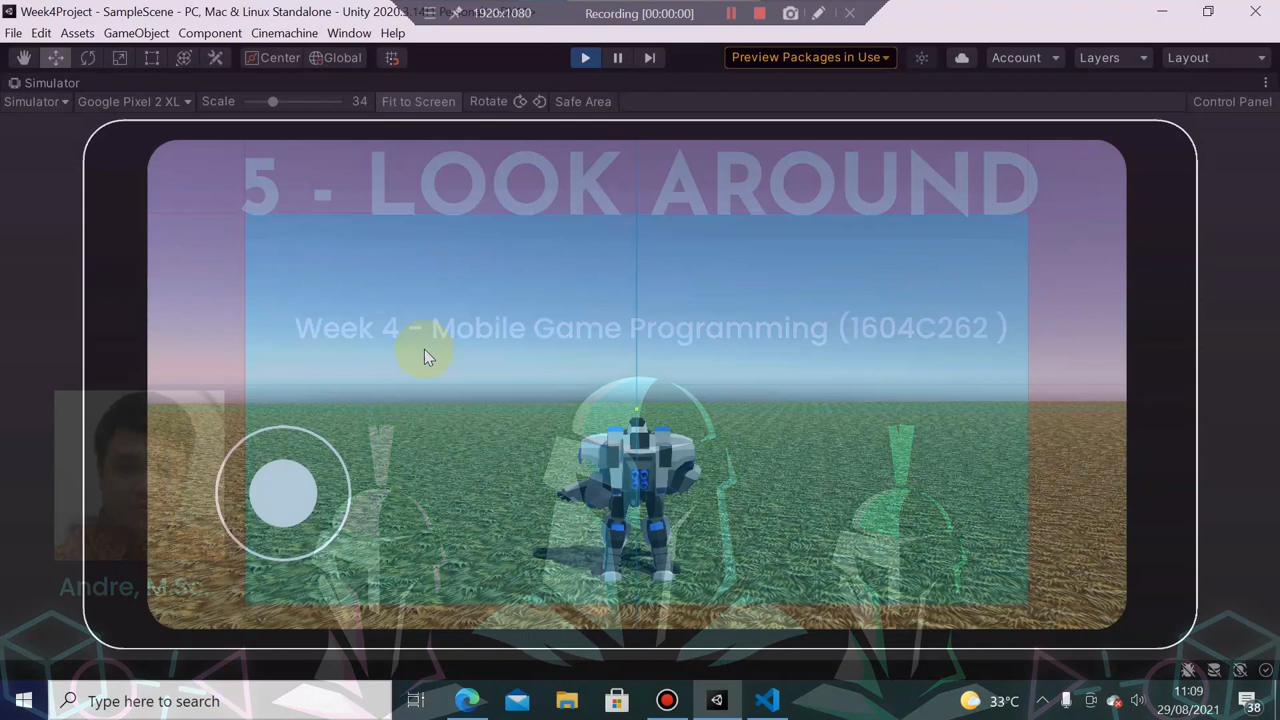 Week4Project - SampleScene - PC, Mac & Linux Standalone - Unity 2020.3.1
1920x1080
Recording [00:00:00]
File Edit Assets GameObject Component Cinemachine Window Help
Center Global
Preview Packages in Use
Account Layers Layout
Simulator
Simulator Google Pixel 2 XL Scale 34 Fit to Screen Rotate Safe Area Control Panel
5 - LOOK AROUND
Week 4 - Mobile Game Programming (1604C262 )
Andre, M.Sc.
Type here to search
33°C
11:09
29/08/2021
38